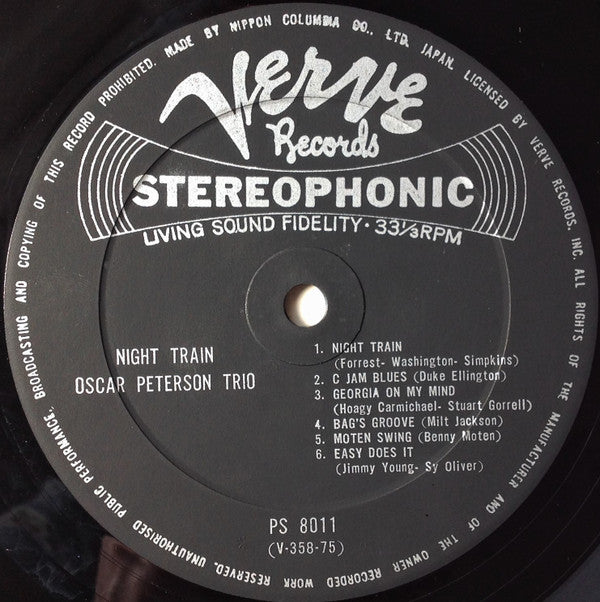 Verve
Records
STEREOPHONIC
LIVING SOUND FIDELITY · 33⅓RPM
NIGHT TRAIN
OSCAR PETERSON TRIO
1. NIGHT TRAIN
(Forrest- Washington- Simpkins)
2. C JAM BLUES (Duke Ellington)
3. GEORGIA ON MY MIND
(Hoagy Carmichael- Stuart Gorrell)
4. BAG'S GROOVE (Milt Jackson)
5. MOTEN SWING (Benny Moten)
6. EASY DOES IT
(Jimmy Young- Sy Oliver)
PS 8011
(V-358-75)
MADE BY NIPPON COLUMBIA CO., LTD, JAPAN. LICENSED BY VERVE RECORDS, INC. ALL RIGHTS OF THE MANUFACTURER AND OF THE OWNER RECORDED WORK RESERVED. UNAUTHORISED PUBLIC PERFORMANCE, BROADCASTING AND COPYING OF THIS RECORD PROHIBITED.